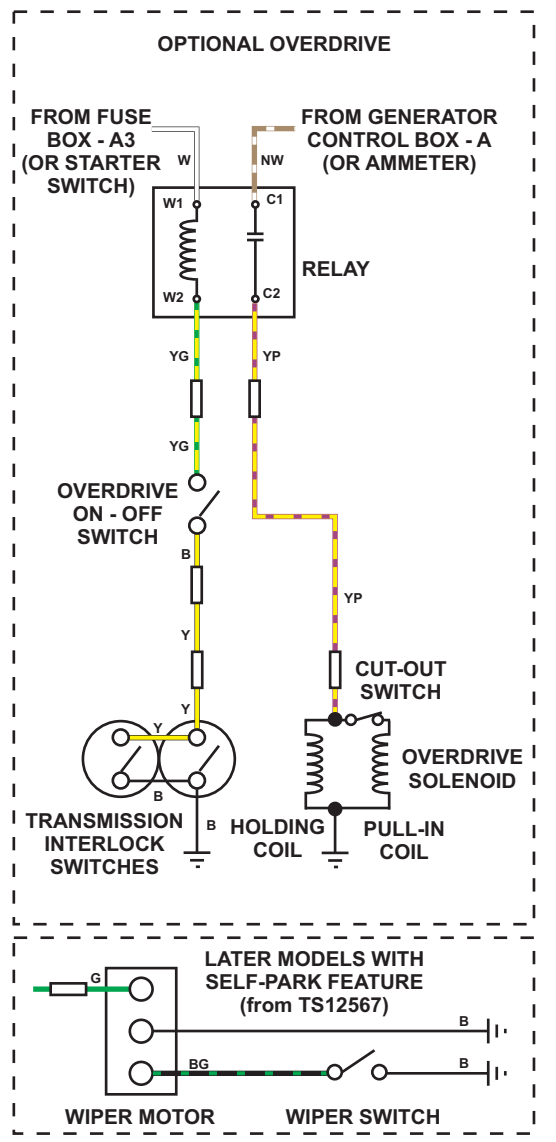 OPTIONAL OVERDRIVE
FROM FUSE
BOX - A3
(OR STARTER
SWITCH)
FROM GENERATOR
CONTROL BOX - A
(OR AMMETER)
W
NW
W1
C1
RELAY
W2
C2
YG
YP
YG
OVERDRIVE
ON - OFF
SWITCH
B
YP
Y
CUT-OUT
SWITCH
Y
Y
OVERDRIVE
SOLENOID
B
TRANSMISSION
INTERLOCK
SWITCHES
B
HOLDING
COIL
PULL-IN
COIL
LATER MODELS WITH
SELF-PARK FEATURE
(from TS12567)
G
B
BG
B
WIPER MOTOR
WIPER SWITCH